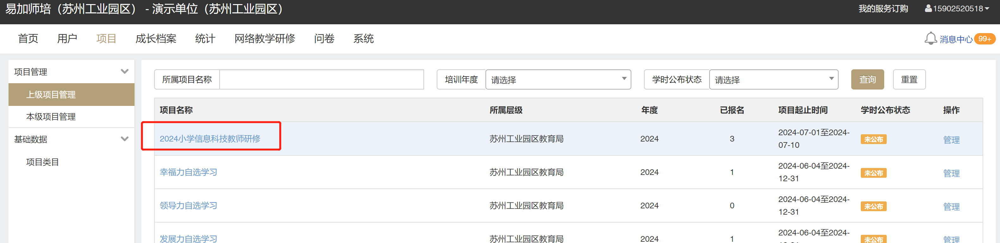 易加师培（苏州工业园区） - 演示单位（苏州工业园区）
我的服务订购 15902520518
首页 用户 项目 成长档案 统计 网络教学研修 问卷 系统
消息中心 99+
项目管理
上级项目管理
本级项目管理
基础数据
项目类目
所属项目名称 培训年度 请选择 学时公布状态 请选择 查询 重置
项目名称 所属层级 年度 已报名 项目起止时间 学时公布状态 操作
2024小学信息科技教师研修 苏州工业园区教育局 2024 3 2024-07-01至2024-
07-10 未公布 管理
幸福力自选学习 苏州工业园区教育局 2024 1 2024-06-04至2024-
12-31 未公布 管理
领导力自选学习 苏州工业园区教育局 2024 0 2024-06-04至2024-
12-31 未公布 管理
发展力自选学习 苏州工业园区教育局 2024 1 2024-06-04至2024-
未公布 管理